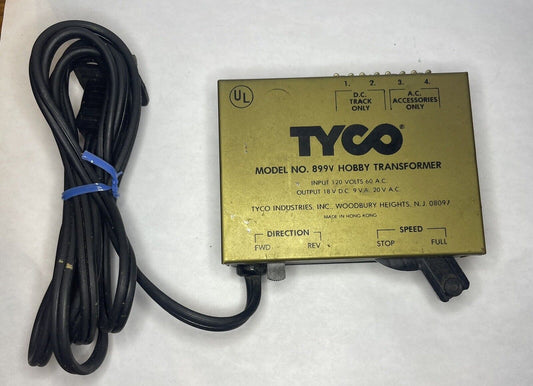 1. 2. 3. 4.
UL
D.C. A.C.
TRACK ACCESSORIES
ONLY ONLY
TYCO®
MODEL NO. 899V HOBBY TRANSFORMER
INPUT 120 VOLTS 60 A.C.
OUTPUT 18 V D.C. 9 V.A. 20 V A.C.
TYCO INDUSTRIES, INC., WOODBURY HEIGHTS, N.J. 08097
MADE IN HONG KONG
DIRECTION SPEED
FWD REV STOP FULL